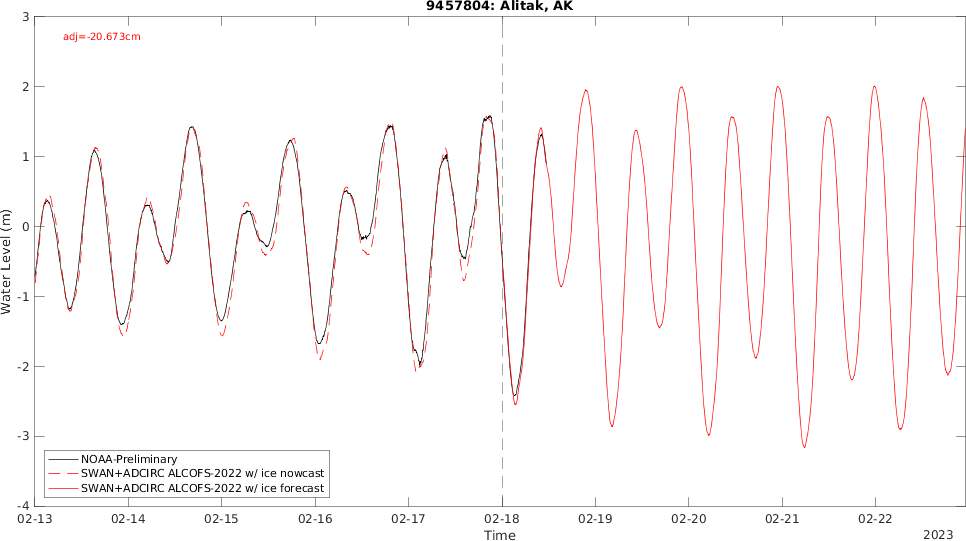 9457804: Alitak, AK
adj=-20.673cm
Water Level (m)
3
2
1
0
-1
-2
-3
-4
NOAA-Preliminary
SWAN+ADCIRC ALCOFS-2022 w/ ice nowcast
SWAN+ADCIRC ALCOFS-2022 w/ ice forecast
02-13 02-14 02-15 02-16 02-17 02-18 02-19 02-20 02-21 02-22
Time
2023